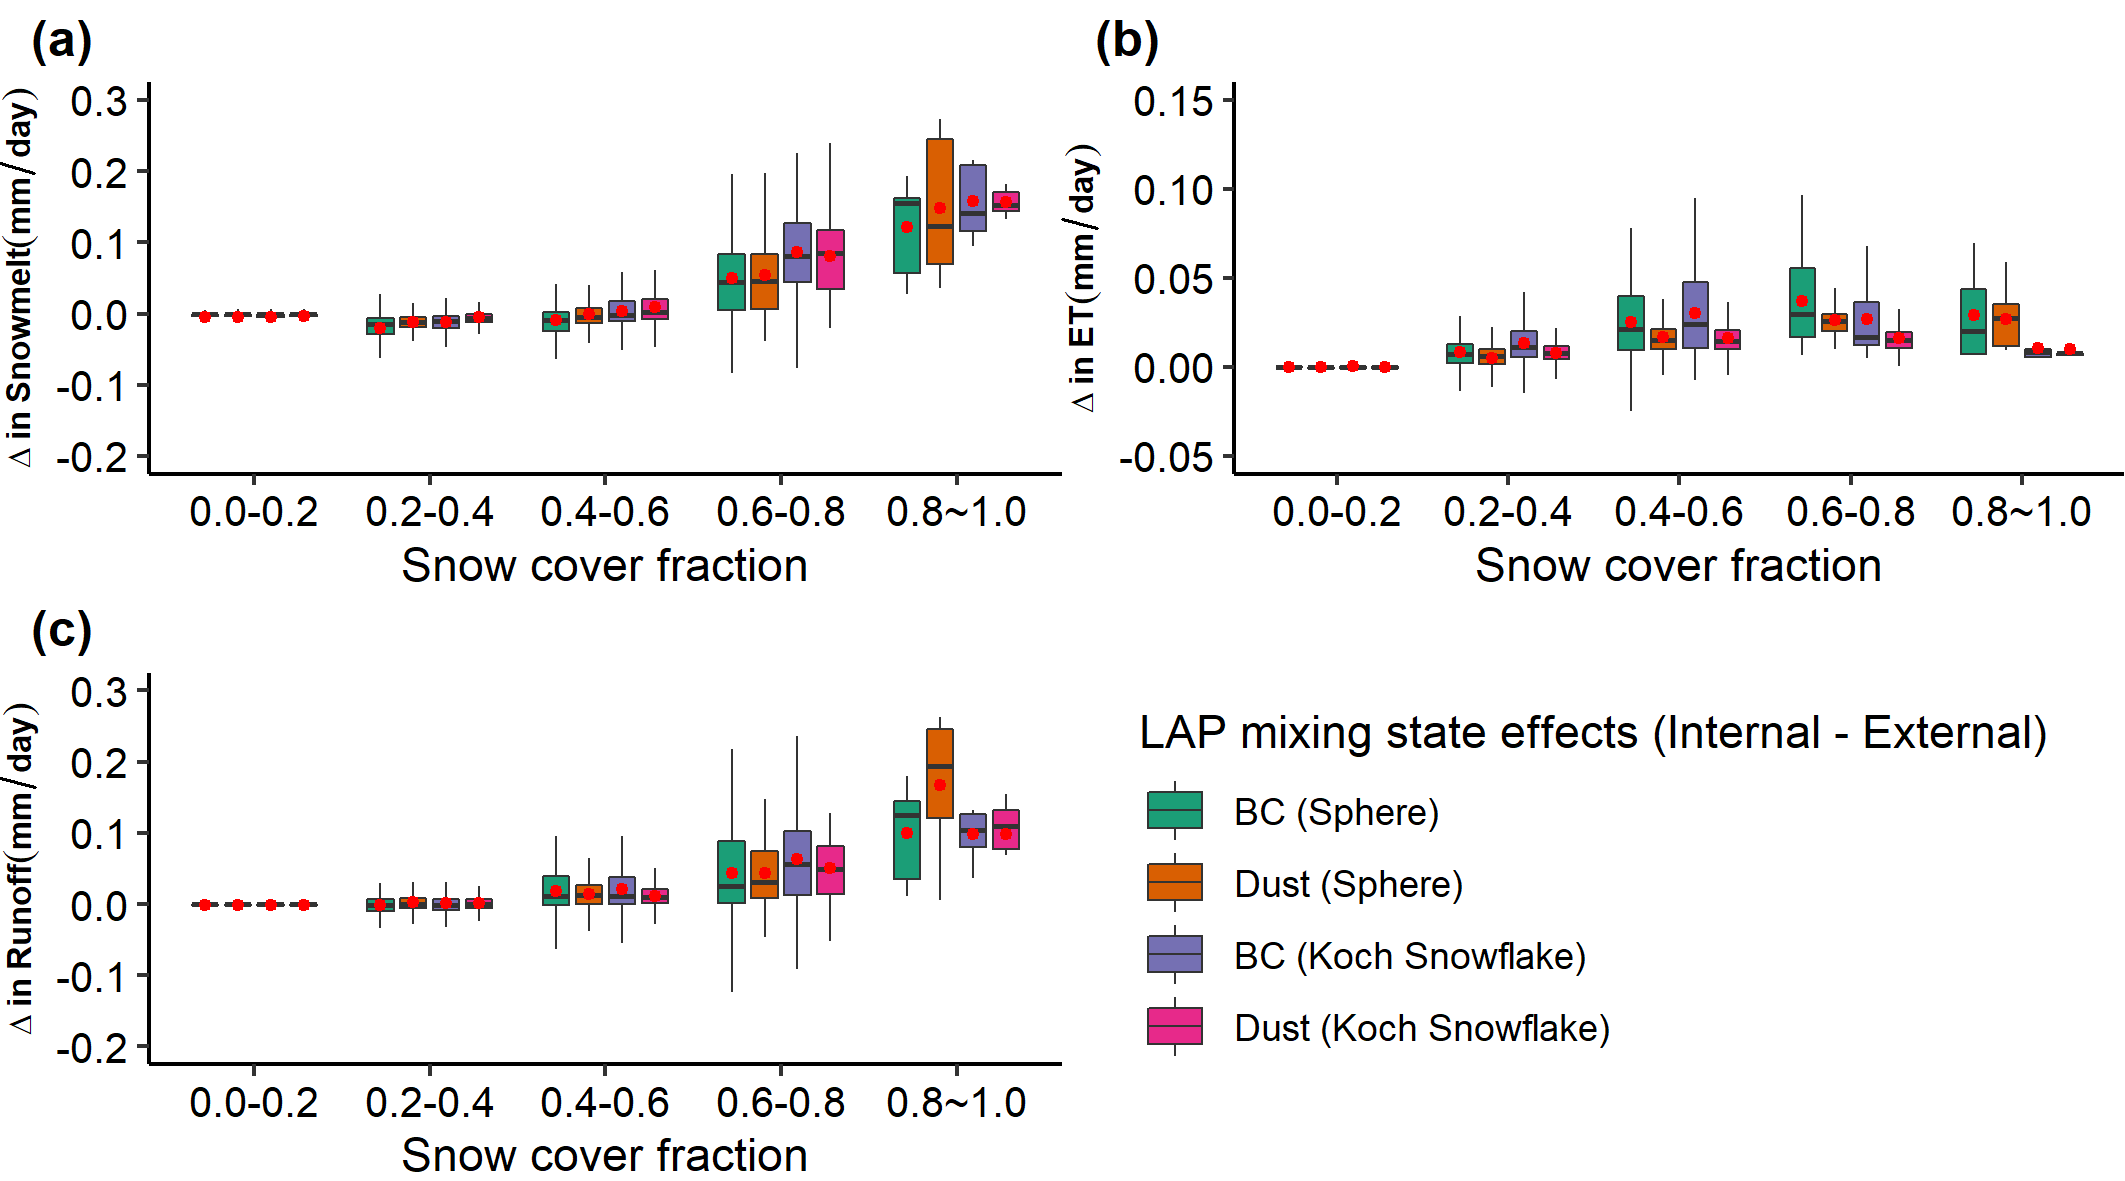 (a)
Δ in Snowmelt(mm/day)
0.3
0.2
0.1
0.0
-0.1
-0.2
0.0-0.2 0.2-0.4 0.4-0.6 0.6-0.8 0.8~1.0
Snow cover fraction
(b)
Δ in ET(mm/day)
0.15
0.10
0.05
0.00
-0.05
0.0-0.2 0.2-0.4 0.4-0.6 0.6-0.8 0.8~1.0
Snow cover fraction
(c)
Δ in Runoff(mm/day)
0.3
0.2
0.1
0.0
-0.1
-0.2
0.0-0.2 0.2-0.4 0.4-0.6 0.6-0.8 0.8~1.0
Snow cover fraction
LAP mixing state effects (Internal - External)
BC (Sphere)
Dust (Sphere)
BC (Koch Snowflake)
Dust (Koch Snowflake)